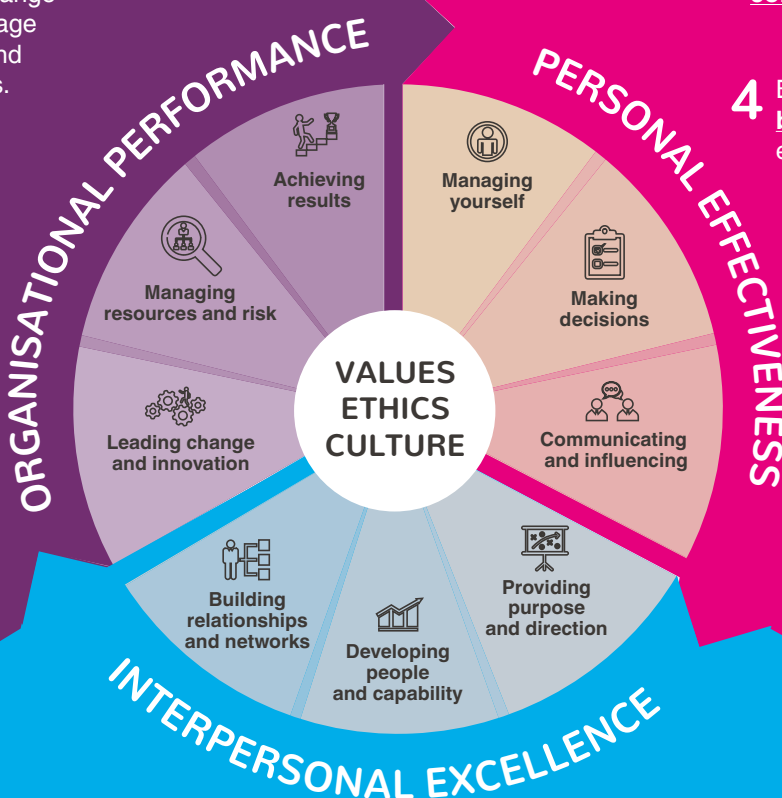 ORGANISATIONAL PERFORMANCE
PERSONAL EFFECTIVENESS
INTERPERSONAL EXCELLENCE
4
Achieving
results
Managing
yourself
Making
decisions
Communicating
and influencing
Providing
purpose
and direction
Developing
people
and capability
Building
relationships
and networks
Leading change
and innovation
Managing
resources and risk
VALUES
ETHICS
CULTURE